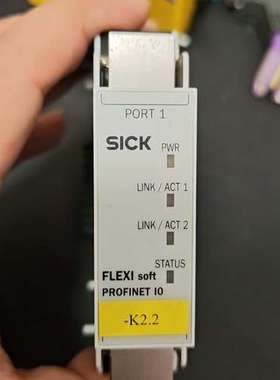 PORT 1
SICK
PWR
LINK / ACT 1
LINK / ACT 2
STATUS
FLEXI soft
PROFINET IO
-K2.2